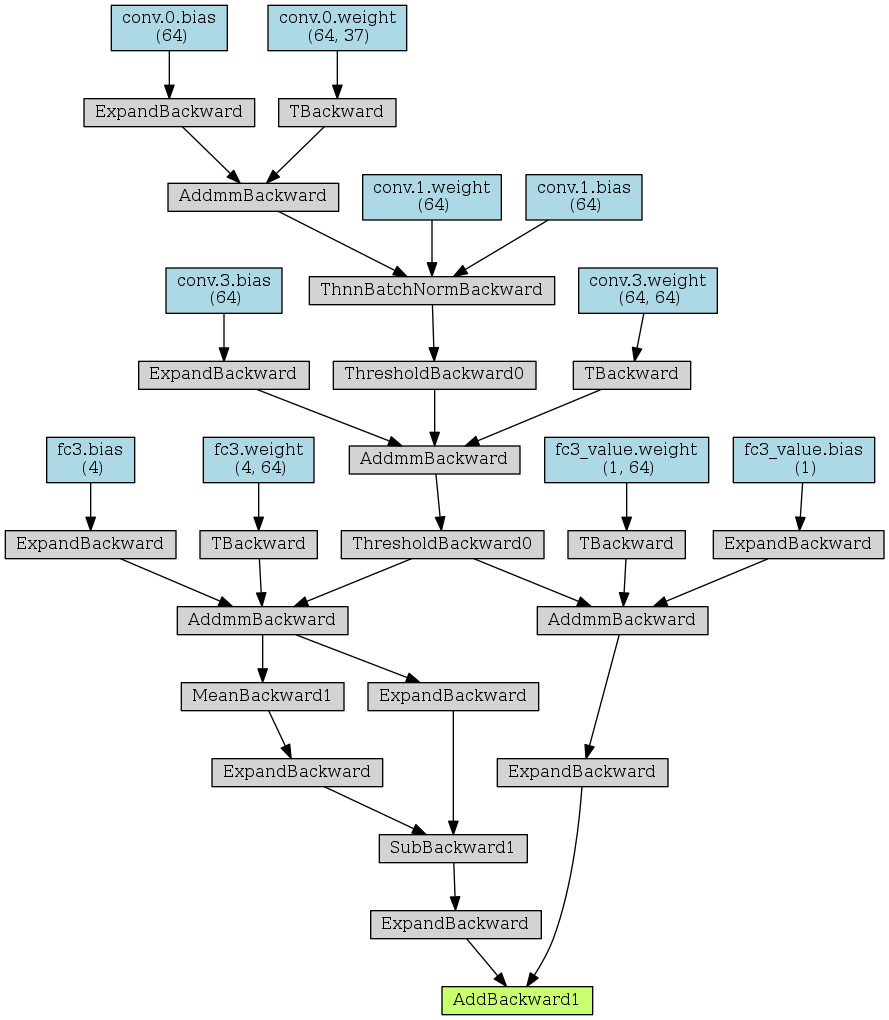 conv.0.bias
(64)
conv.0.weight
(64, 37)
ExpandBackward
TBackward
AddmmBackward
conv.1.weight
(64)
conv.1.bias
(64)
conv.3.bias
(64)
ThnnBatchNormBackward
conv.3.weight
(64, 64)
ExpandBackward
ThresholdBackward0
TBackward
fc3.bias
(4)
fc3.weight
(4, 64)
AddmmBackward
fc3_value.weight
(1, 64)
fc3_value.bias
(1)
ExpandBackward
TBackward
ThresholdBackward0
TBackward
ExpandBackward
AddmmBackward
AddmmBackward
MeanBackward1
ExpandBackward
ExpandBackward
ExpandBackward
SubBackward1
ExpandBackward
AddBackward1